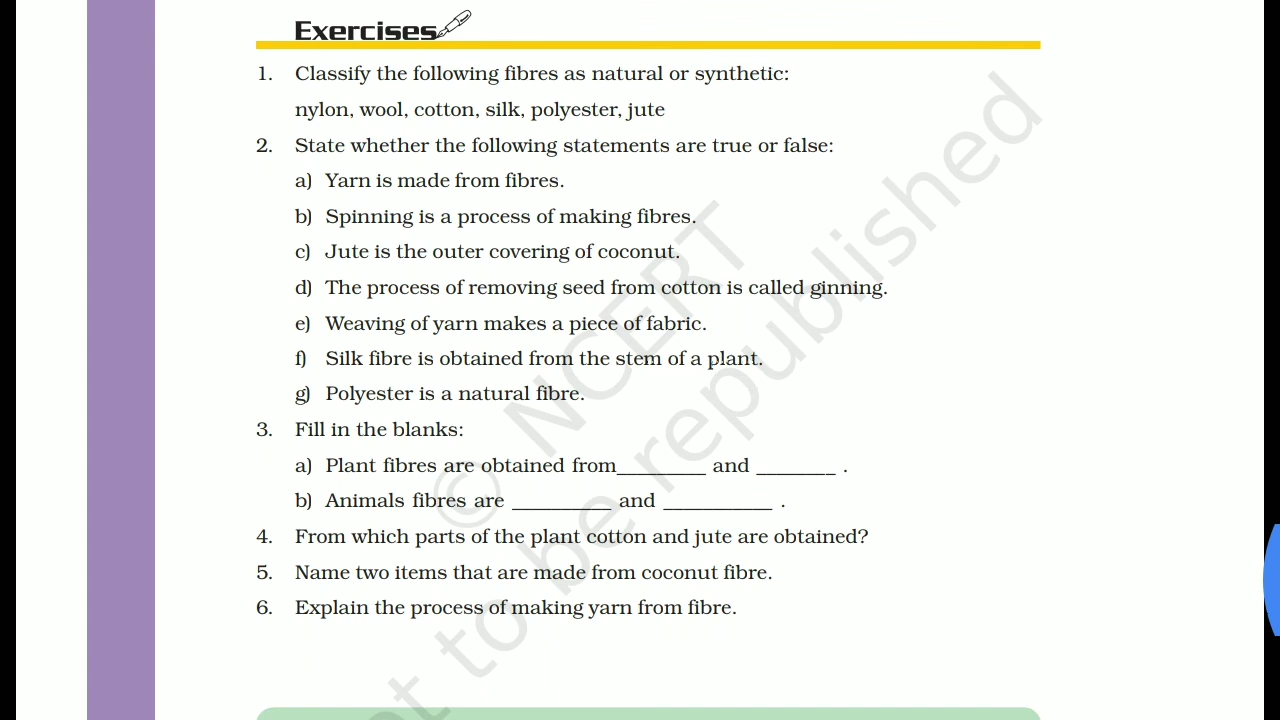 Exercises
1. Classify the following fibres as natural or synthetic:
nylon, wool, cotton, silk, polyester, jute
2. State whether the following statements are true or false:
a) Yarn is made from fibres.
b) Spinning is a process of making fibres.
c) Jute is the outer covering of coconut.
d) The process of removing seed from cotton is called ginning.
e) Weaving of yarn makes a piece of fabric.
f) Silk fibre is obtained from the stem of a plant.
g) Polyester is a natural fibre.
3. Fill in the blanks:
a) Plant fibres are obtained from_________ and ________ .
b) Animals fibres are __________ and ___________ .
4. From which parts of the plant cotton and jute are obtained?
5. Name two items that are made from coconut fibre.
6. Explain the process of making yarn from fibre.
© NCERT
to be republished